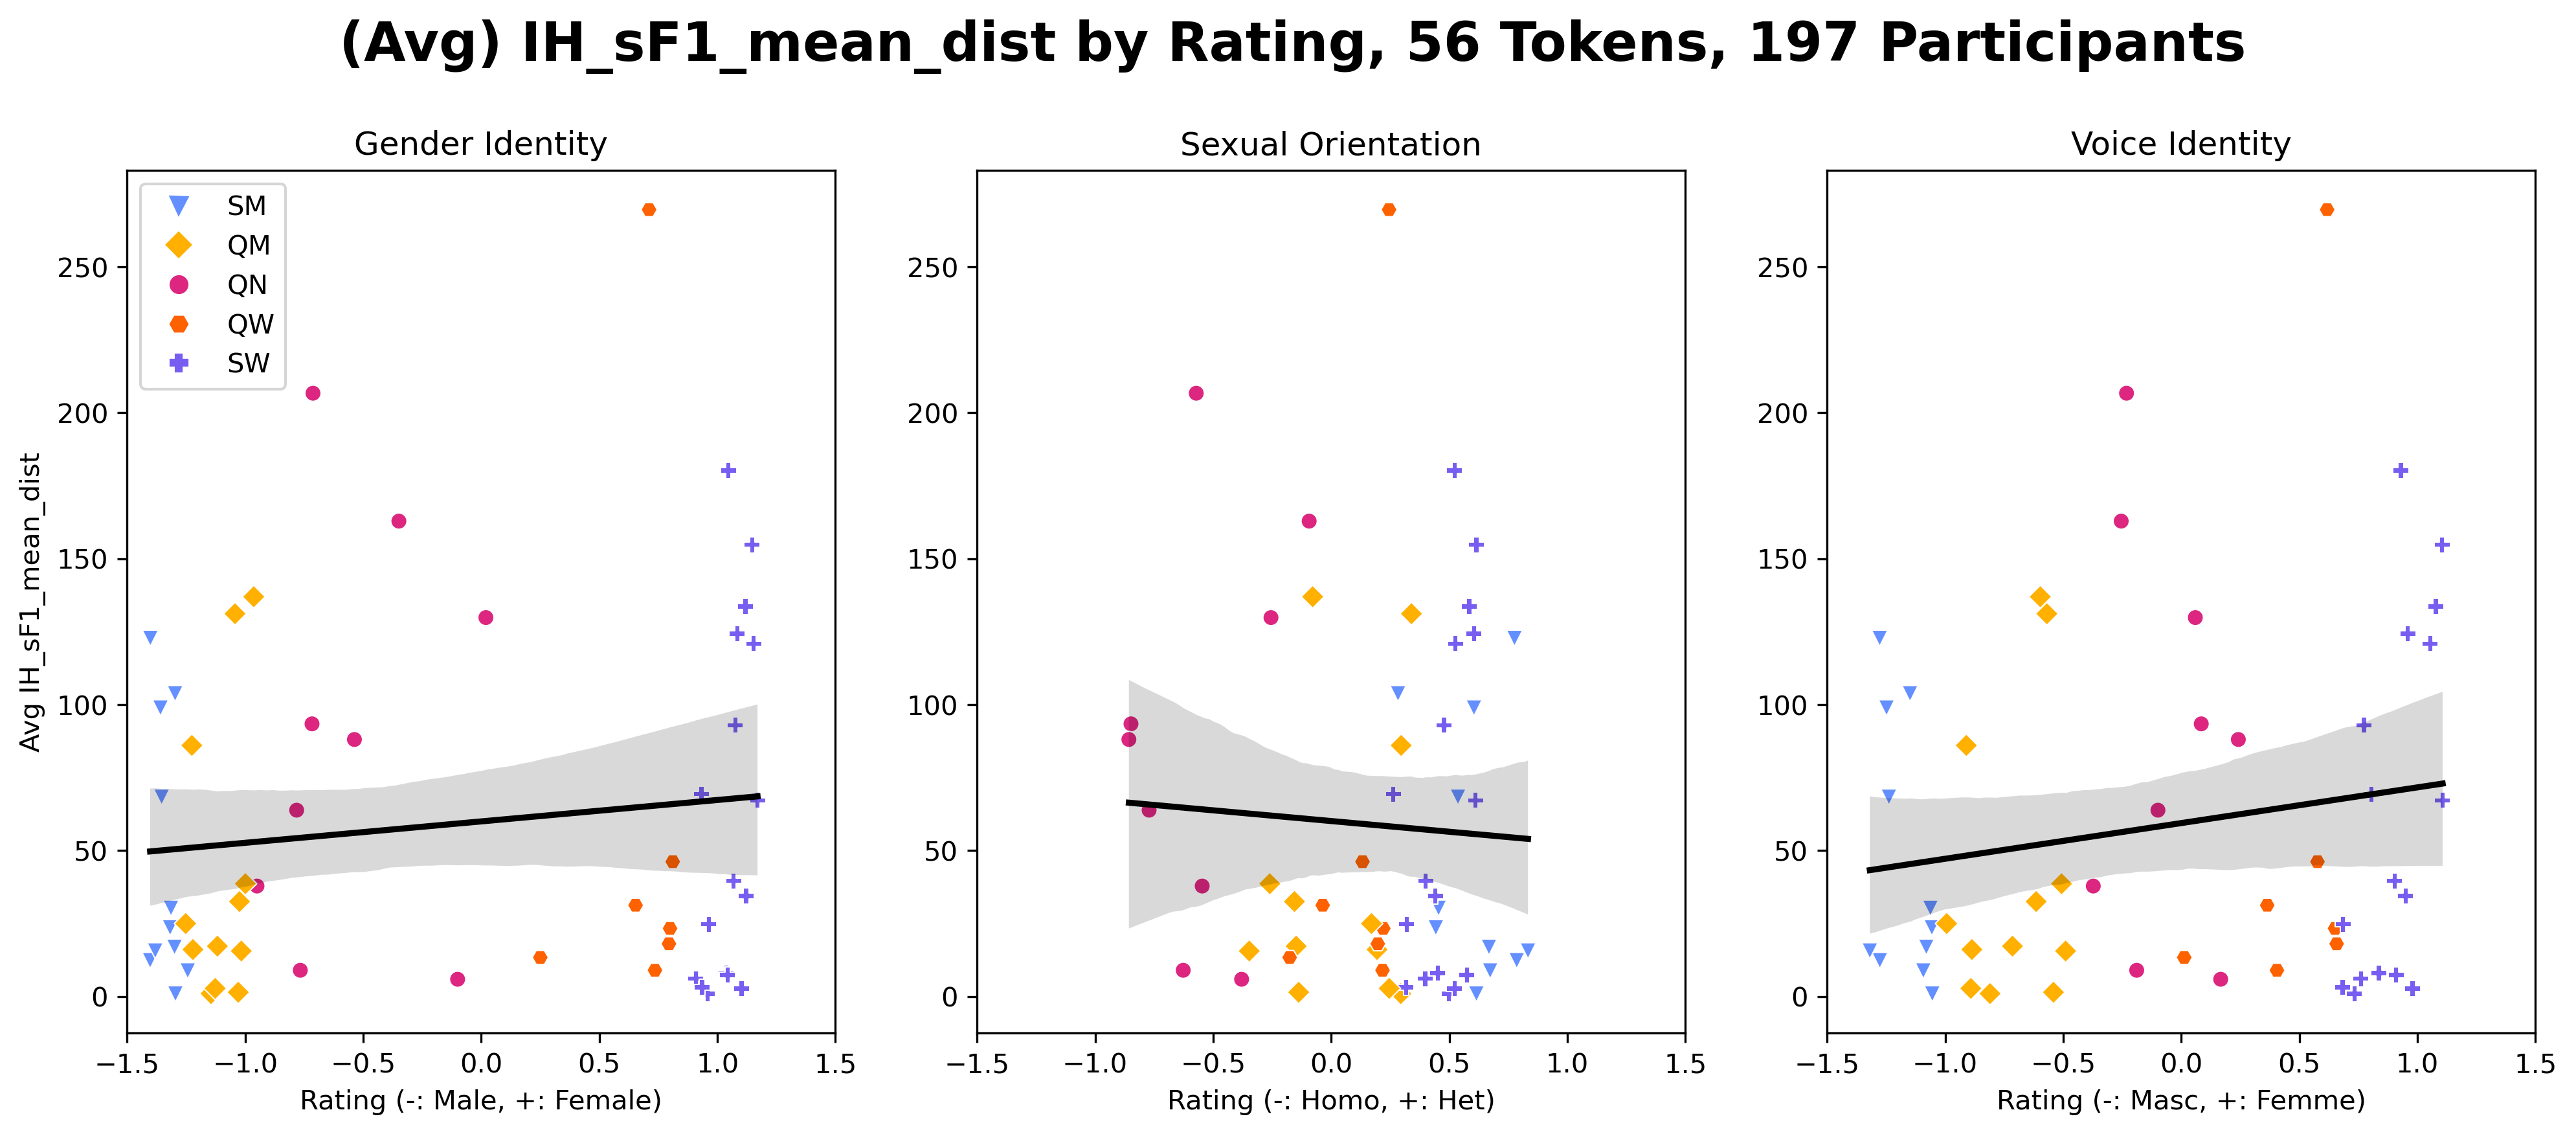 (Avg) IH_sF1_mean_dist by Rating, 56 Tokens, 197 Participants
Gender Identity
Sexual Orientation
Voice Identity
SM
QM
QN
QW
SW
Avg IH_sF1_mean_dist
250
200
150
100
50
0
−1.5 −1.0 −0.5 0.0 0.5 1.0 1.5
Rating (-: Male, +: Female)
250
200
150
100
50
0
−1.5 −1.0 −0.5 0.0 0.5 1.0 1.5
Rating (-: Homo, +: Het)
250
200
150
100
50
0
−1.5 −1.0 −0.5 0.0 0.5 1.0 1.5
Rating (-: Masc, +: Femme)